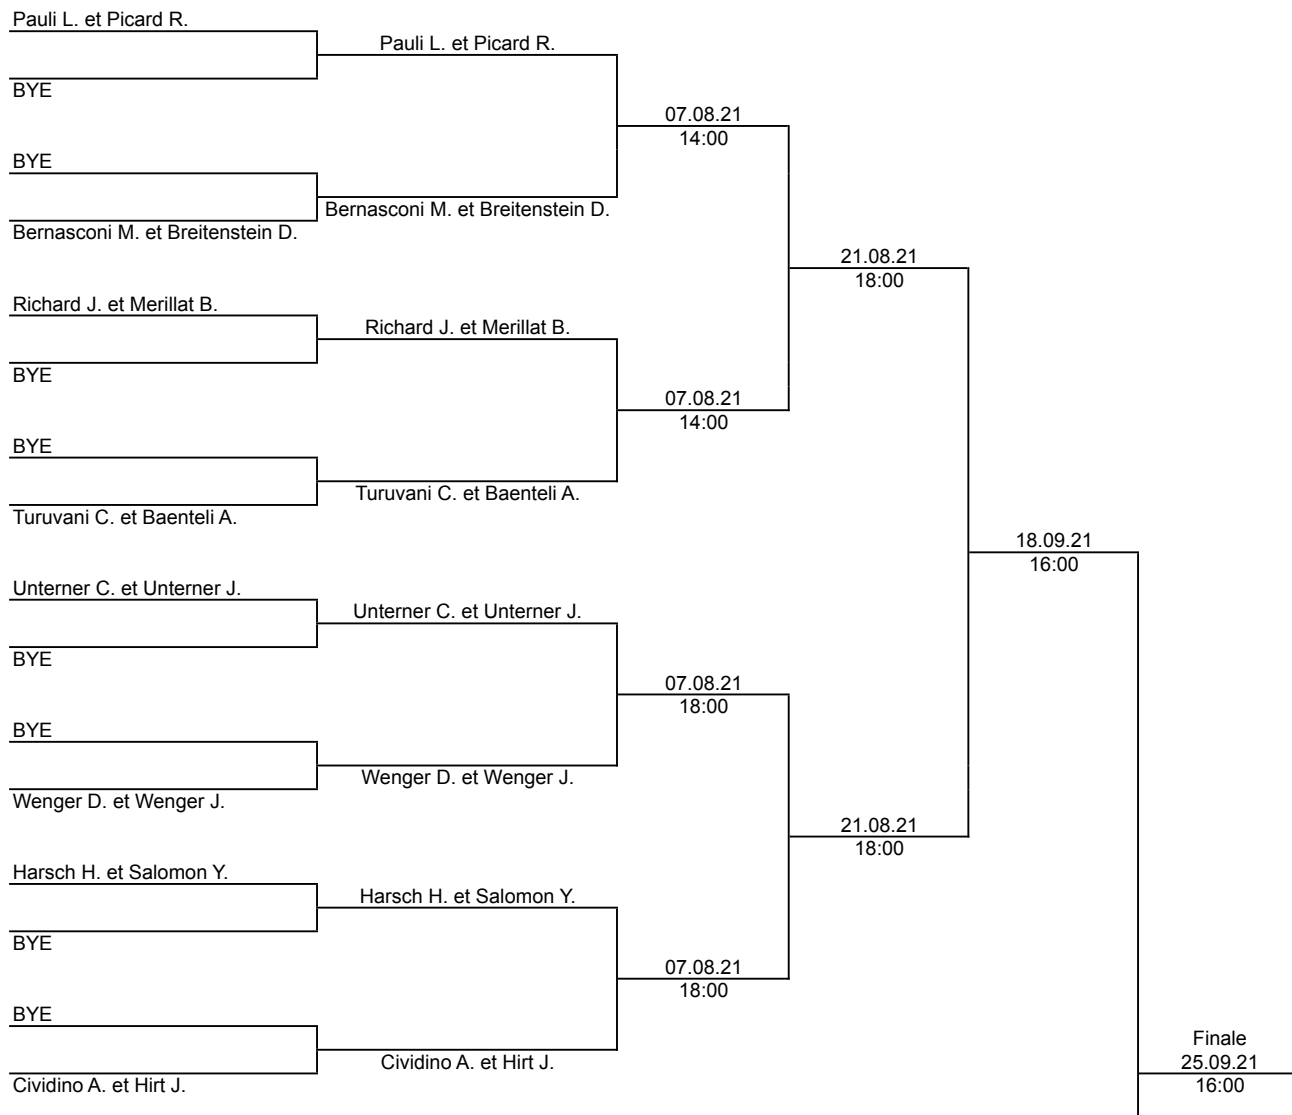 Pauli L. et Picard R.
Pauli L. et Picard R.
BYE
07.08.21
14:00
BYE
Bernasconi M. et Breitenstein D.
Bernasconi M. et Breitenstein D.
21.08.21
18:00
Richard J. et Merillat B.
Richard J. et Merillat B.
BYE
07.08.21
14:00
BYE
Turuvani C. et Baenteli A.
Turuvani C. et Baenteli A.
18.09.21
16:00
Unterner C. et Unterner J.
Unterner C. et Unterner J.
BYE
07.08.21
18:00
BYE
Wenger D. et Wenger J.
Wenger D. et Wenger J.
21.08.21
18:00
Harsch H. et Salomon Y.
Harsch H. et Salomon Y.
BYE
07.08.21
18:00
BYE
Cividino A. et Hirt J.
Cividino A. et Hirt J.
Finale
25.09.21
16:00